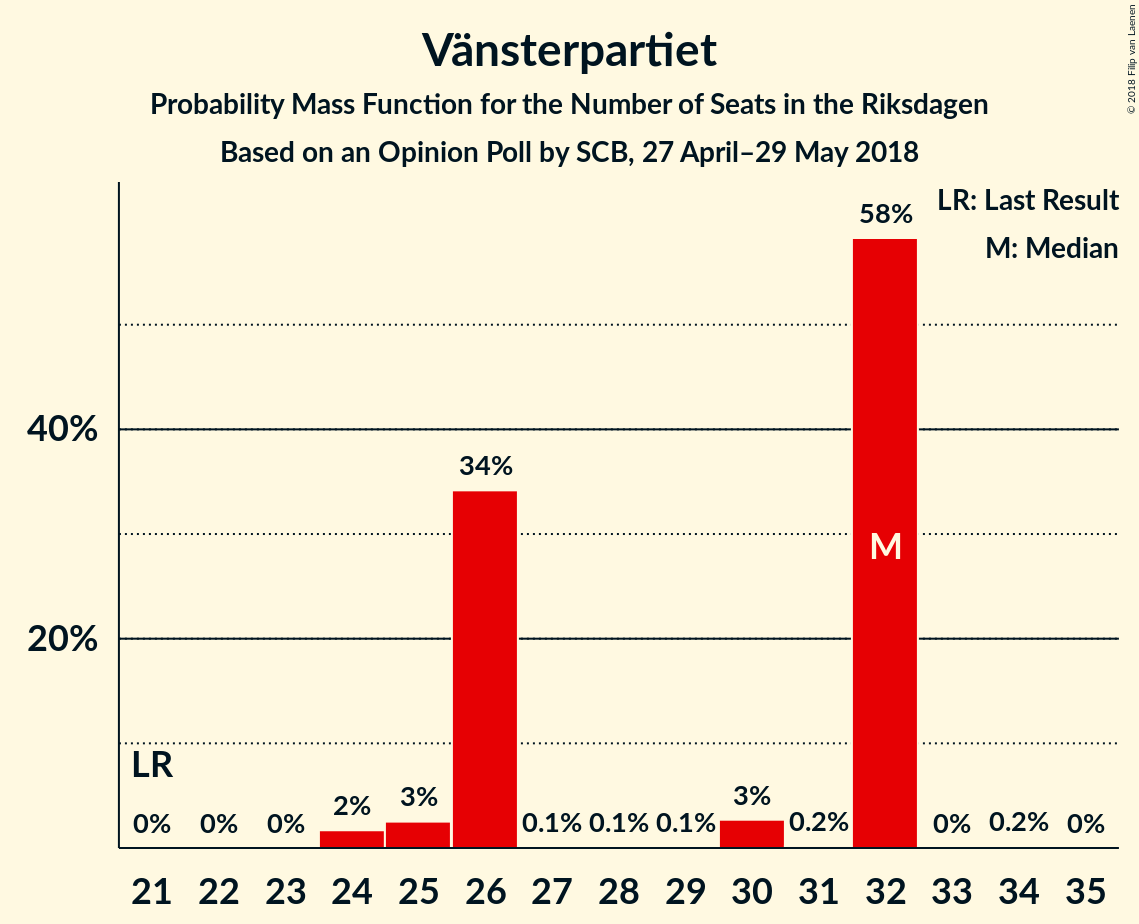 Vänsterpartiet
Probability Mass Function for the Number of Seats in the Riksdagen
Based on an Opinion Poll by SCB, 27 April–29 May 2018
© 2018 Filip van Laenen
LR: Last Result
M: Median
58%
40%
34%
M
20%
LR
0% 0% 0% 2% 3% 0.1% 0.1% 0.1% 3% 0.2% 0% 0.2% 0%
21 22 23 24 25 26 27 28 29 30 31 32 33 34 35